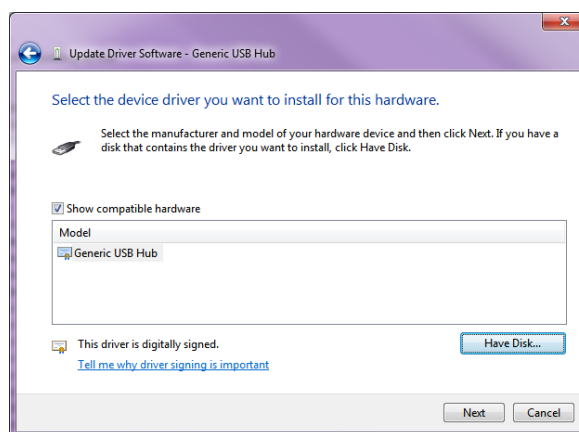 Update Driver Software - Generic USB Hub
Select the device driver you want to install for this hardware.
Select the manufacturer and model of your hardware device and then click Next. If you have a
disk that contains the driver you want to install, click Have Disk.
Show compatible hardware
Model
Generic USB Hub
This driver is digitally signed.
Have Disk...
Tell me why driver signing is important
Next
Cancel